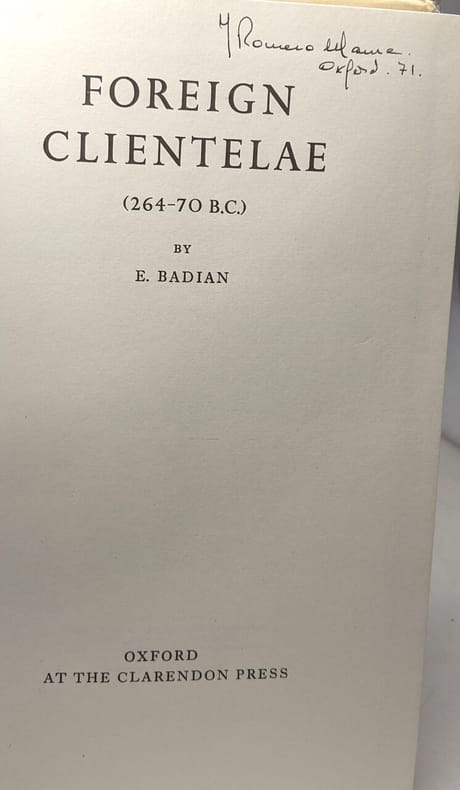 Romero
Oxford . 71.
FOREIGN
CLIENTELAE
(264-70 B.C.)
BY
E. BADIAN
OXFORD
AT THE CLARENDON PRESS